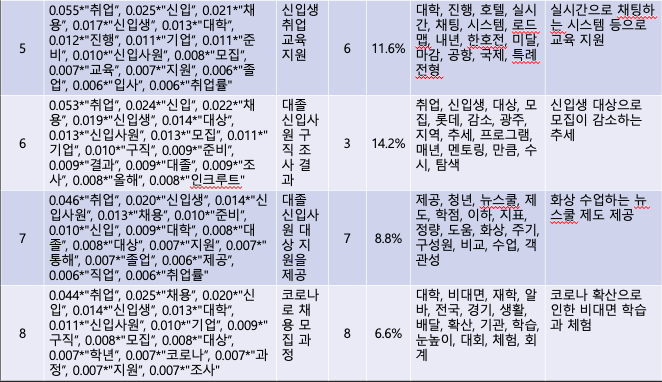 5
0.055*"취업", 0.025*"신입", 0.021*"채
용", 0.017*"신입생", 0.013*"대학",
0.012*"진행", 0.011*"기업", 0.011*"준
비", 0.010*"신입사원", 0.008*"모집",
0.007*"교육", 0.007*"지원", 0.006*"졸
업", 0.006*"입사", 0.006*"취업률"
신입생
취업
교육
지원
6
11.6%
대학, 진행, 호텔, 실시
간, 채팅, 시스템, 로드
맵, 내년, 한호전, 미달,
마감, 공항, 국제, 특례
전형
실시간으로 채팅하
는 시스템 등으로
교육 지원
6
0.053*"취업", 0.024*"신입", 0.022*"채
용", 0.019*"신입생", 0.014*"대상",
0.013*"신입사원", 0.013*"모집", 0.011*"
기업", 0.010*"구직", 0.009*"준비",
0.009*"결과", 0.009*"대졸", 0.009*"조
사", 0.008*"올해", 0.008*"인크루트"
대졸
신입사
원 구
직 조
사 결
과
3
14.2%
취업, 신입생, 대상, 모
집, 롯데, 감소, 광주,
지역, 추세, 프로그램,
매년, 멘토링, 만큼, 수
시, 탐색
신입생 대상으로
모집이 감소하는
추세
7
0.046*"취업", 0.020*"신입생", 0.014*"신
입사원", 0.013*"채용", 0.010*"준비",
0.010*"신입", 0.009*"대학", 0.008*"대
졸", 0.008*"대상", 0.007*"지원", 0.007*"
통해", 0.007*"졸업", 0.006*"제공",
0.006*"직업", 0.006*"취업률"
대졸
신입사
원 대
상 지
원을
제공
7
8.8%
제공, 청년, 뉴스쿨, 제
도, 학점, 이하, 지표,
정량, 도움, 화상, 주기,
구성원, 비교, 수업, 객
관성
화상 수업하는 뉴
스쿨 제도 제공
8
0.044*"취업", 0.025*"채용", 0.020*"신
입", 0.014*"신입생", 0.013*"대학",
0.011*"신입사원", 0.010*"기업", 0.009*"
구직", 0.008*"모집", 0.008*"대상",
0.007*"학년", 0.007*"코로나", 0.007*"과
정", 0.007*"지원", 0.007*"조사"
코로나
로 채
용 모
집 과
정
8
6.6%
대학, 비대면, 재학, 알
바, 전국, 경기, 생활,
배달, 확산, 기관, 학습,
눈높이, 대회, 체험, 회
계
코로나 확산으로
인한 비대면 학습
과 체험